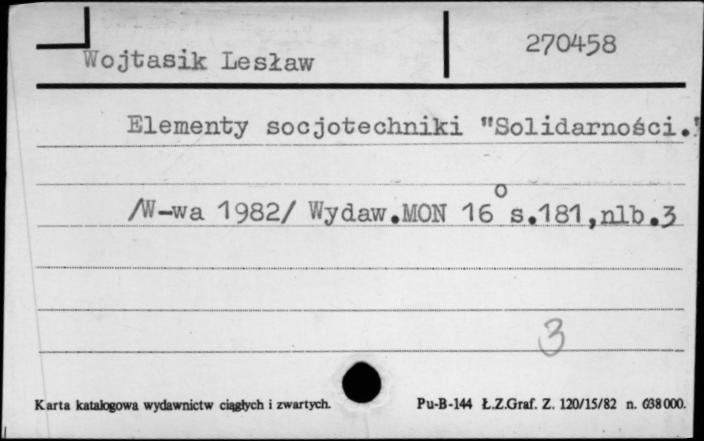 Wojtasik Lesław 270458
Elementy socjotechniki "Solidarności."
/W-wa 1982/ Wydaw.MON 16° s.181,nlb.3
3
Karta katalogowa wydawnictw ciągłych i zwartych. Pu-B-144 Ł.Z.Graf. Z. 120/15/82 n. 638000.